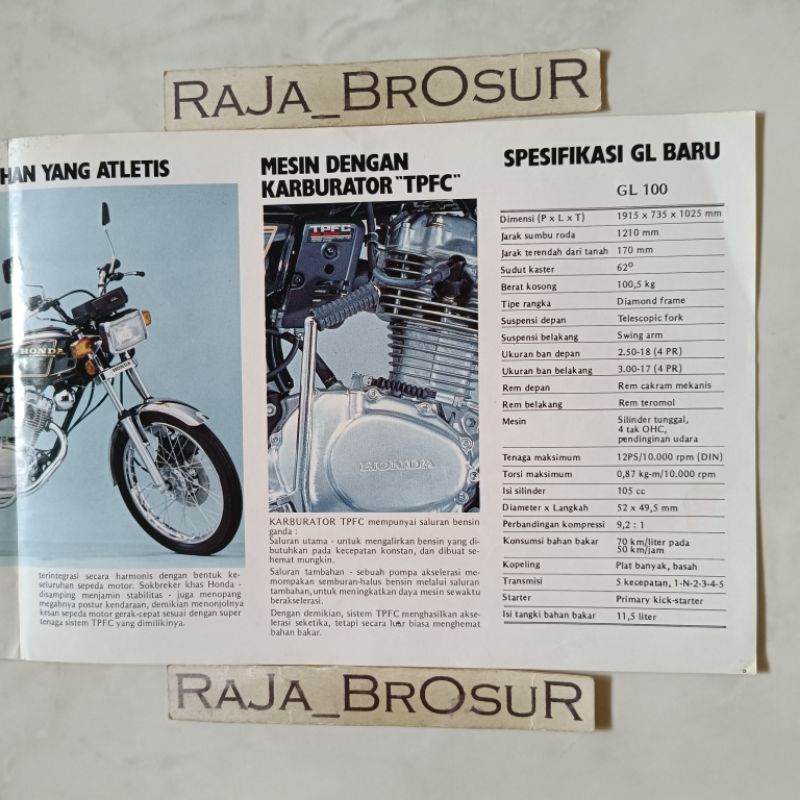 RAJA_BROSUR
HAN YANG ATLETIS
HONDA
HONDA
terintegrasi secara harmonis dengan bentuk ke-
seluruhan sepeda motor. Sokbreker khas Honda -
disamping menjamin stabilitas - juga menopang
megahnya postur kendaraan, demikian menonjolnya
kesan sepeda motor gerak-cepat sesuai dengan super
tenaga sistem TPFC yang dimilikinya.
MESIN DENGAN
KARBURATOR "TPFC"
TPFC
HONDA
KARBURATOR TPFC mempunyai saluran bensin
ganda :
Saluran utama - untuk mengalirkan bensin yang di-
butuhkan pada kecepatan konstan, dan dibuat se-
hemat mungkin.
Saluran tambahan - sebuah pompa akselerasi me-
mompakan semburan-halus bensin melalui saluran
tambahan, untuk meningkatkan daya mesin sewaktu
berakselerasi.
Dengan demikian, sistem TPFC menghasilkan akse-
lerasi seketika, tetapi secara luar biasa menghemat
bahan bakar.
SPESIFIKASI GL BARU
GL 100
Dimensi (P x L x T) 1915 x 735 x 1025 mm
Jarak sumbu roda 1210 mm
Jarak terendah dari tanah 170 mm
Sudut kaster 62°
Berat kosong 100,5 kg
Tipe rangka Diamond frame
Suspensi depan Telescopic fork
Suspensi belakang Swing arm
Ukuran ban depan 2.50-18 (4 PR)
Ukuran ban belakang 3.00-17 (4 PR)
Rem depan Rem cakram mekanis
Rem belakang Rem teromol
Mesin Silinder tunggal,
4 tak OHC,
pendinginan udara
Tenaga maksimum 12PS/10.000 rpm (DIN)
Torsi maksimum 0,87 kg-m/10.000 rpm
Isi silinder 105 cc
Diameter x Langkah 52 x 49,5 mm
Perbandingan kompressi 9,2 : 1
Konsumsi bahan bakar 70 km/liter pada
50 km/jam
Kopeling Plat banyak, basah
Transmisi 5 kecepatan, 1-N-2-3-4-5
Starter Primary kick-starter
Isi tangki bahan bakar 11,5 liter
RAJA_BROSUR